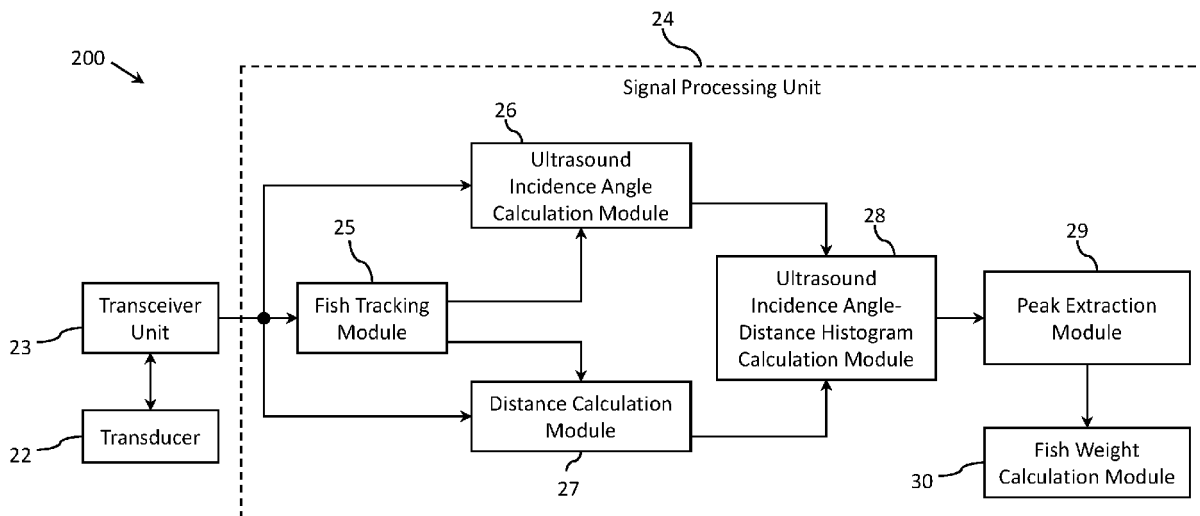 24
200
Signal Processing Unit
26
Ultrasound
Incidence Angle
Calculation Module
25
28
29
Fish Tracking
Module
Transceiver
Unit
23
Ultrasound
Incidence Angle-
Distance Histogram
Calculation Module
Peak Extraction
Module
Distance Calculation
Module
27
Transducer
22
Fish Weight
Calculation Module
30